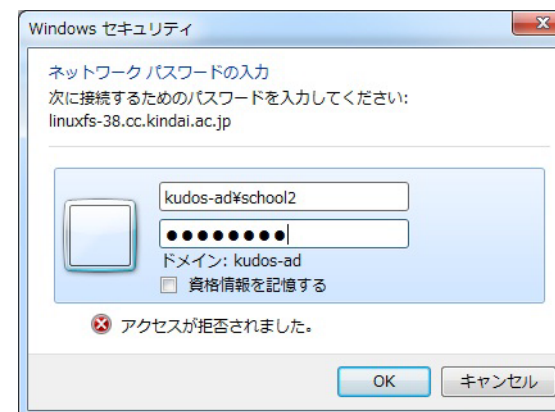 Windows セキュリティ
ネットワーク パスワードの入力
次に接続するためのパスワードを入力してください:
linuxfs-38.cc.kindai.ac.jp
kudos-ad¥school2
●●●●●●●●
ドメイン: kudos-ad
資格情報を記憶する
アクセスが拒否されました。
OK キャンセル